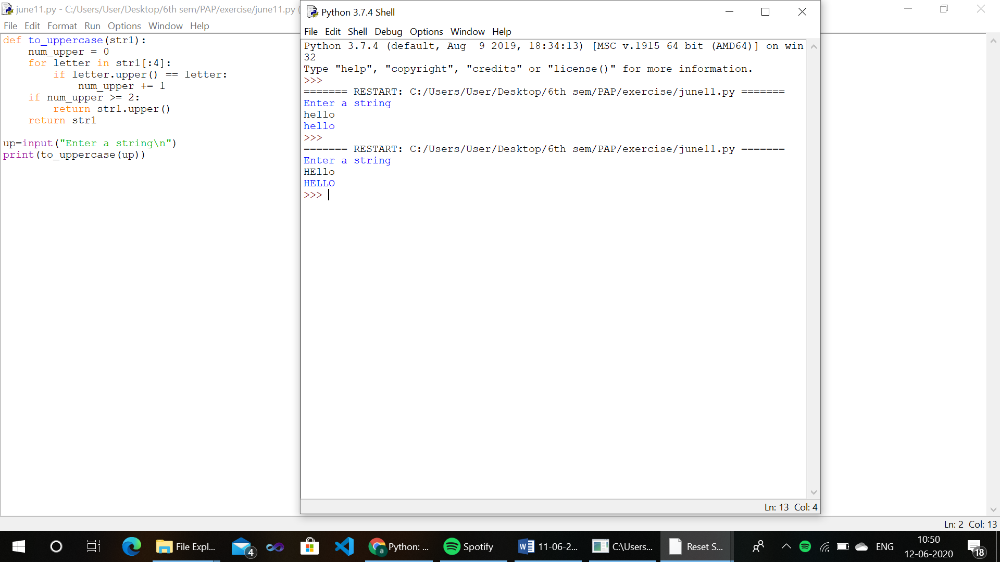 june11.py - C:/Users/User/Desktop/6th sem/PAP/exercise/june11.py (
File Edit Format Run Options Window Help
def to_uppercase(str1):
    num_upper = 0
    for letter in str1[:4]:
        if letter.upper() == letter:
            num_upper += 1
    if num_upper >= 2:
        return str1.upper()
    return str1
up=input("Enter a string\n")
print(to_uppercase(up))
Python 3.7.4 Shell
File Edit Shell Debug Options Window Help
Python 3.7.4 (default, Aug  9 2019, 18:34:13) [MSC v.1915 64 bit (AMD64)] on win
32
Type "help", "copyright", "credits" or "license()" for more information.
>>>
======= RESTART: C:/Users/User/Desktop/6th sem/PAP/exercise/june11.py =======
Enter a string
hello
hello
>>>
======= RESTART: C:/Users/User/Desktop/6th sem/PAP/exercise/june11.py =======
Enter a string
HEllo
HELLO
>>>
Ln: 13 Col: 4
Ln: 2 Col: 13
File Expl... 4 a Python: ... Spotify W 11-06-2... C:\Users... Reset S... ENG 10:50
12-06-2020 18